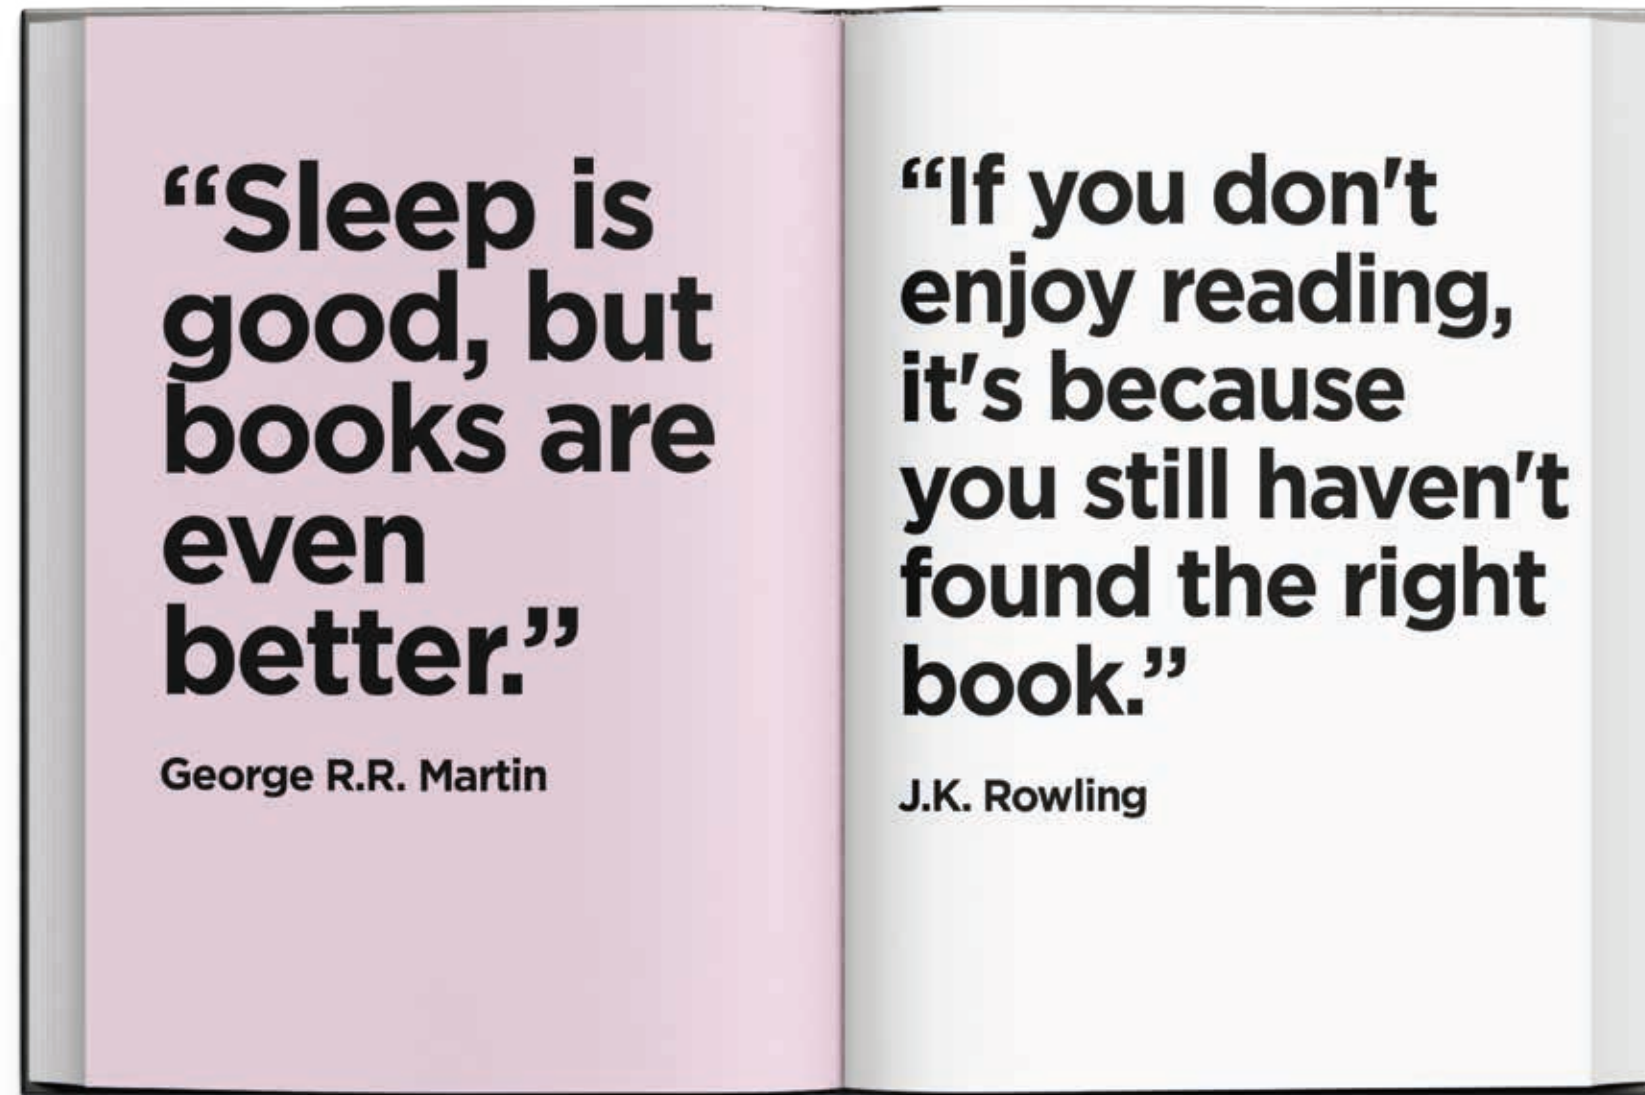 “Sleep is
good, but
books are
even
better.”
George R.R. Martin
“If you don't
enjoy reading,
it's because
you still haven't
found the right
book.”
J.K. Rowling